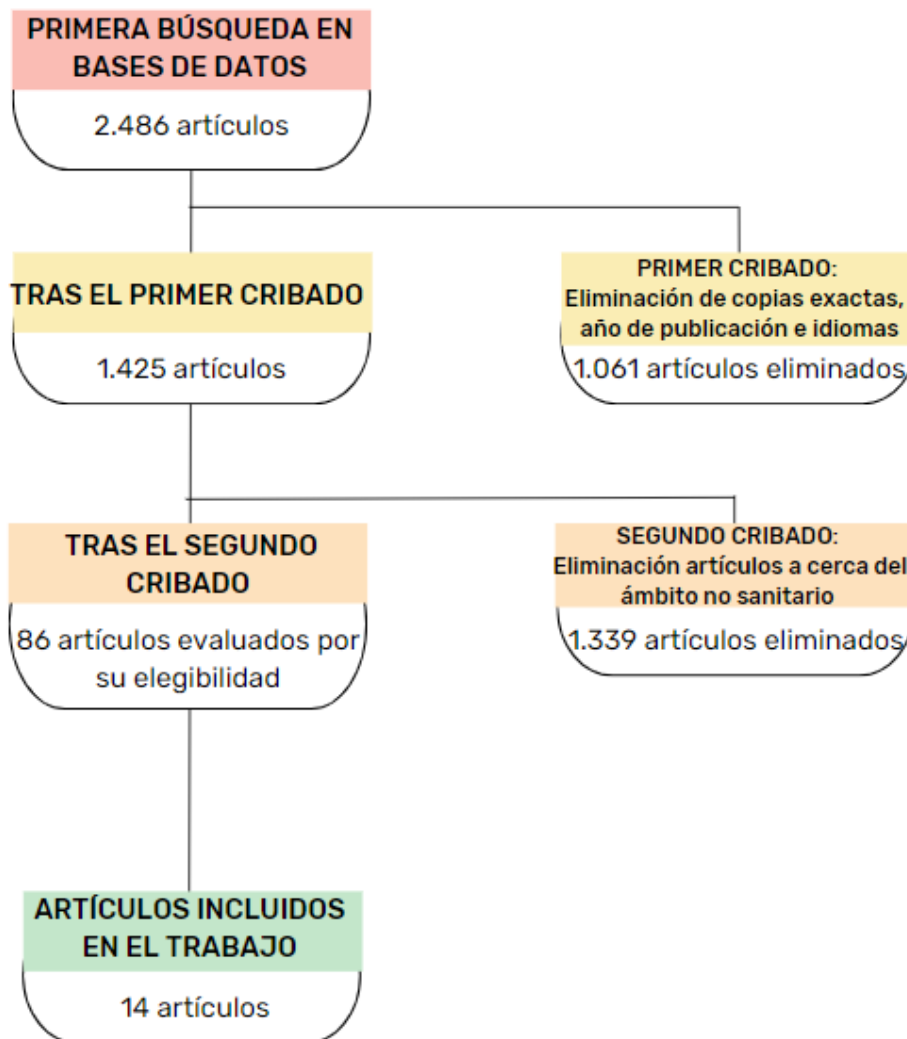 PRIMERA BÚSQUEDA EN
BASES DE DATOS
2.486 artículos
TRAS EL PRIMER CRIBADO
1.425 artículos
PRIMER CRIBADO:
Eliminación de copias exactas,
año de publicación e idiomas
1.061 artículos eliminados
TRAS EL SEGUNDO
CRIBADO
86 artículos evaluados por
su elegibilidad
SEGUNDO CRIBADO:
Eliminación artículos a cerca del
ámbito no sanitario
1.339 artículos eliminados
ARTÍCULOS INCLUIDOS
EN EL TRABAJO
14 artículos